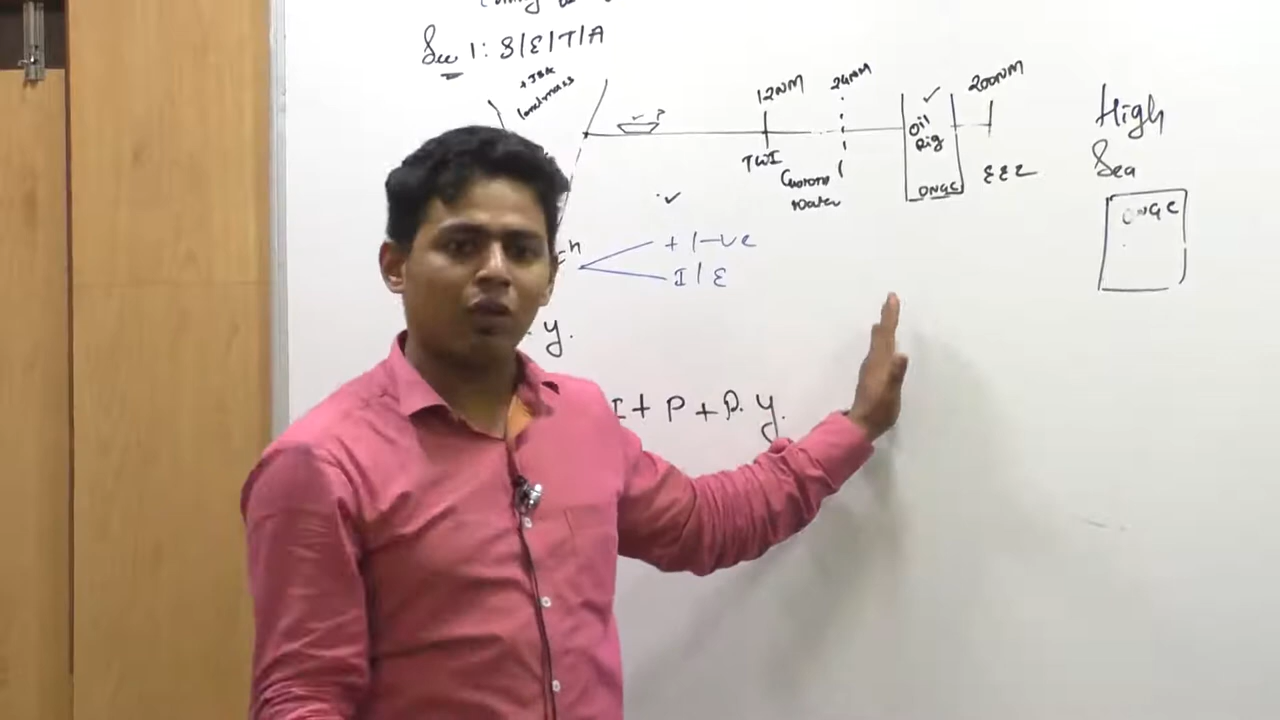 Sec 1: S/E/T/A
+ J&K
landmass
12NM
24NM
200NM
High
Sea
TWI
Customs
Water
Oil
Rig
ONGC
EEZ
ONGC
+ /-ve
I/E
y.
I + P + P.y.